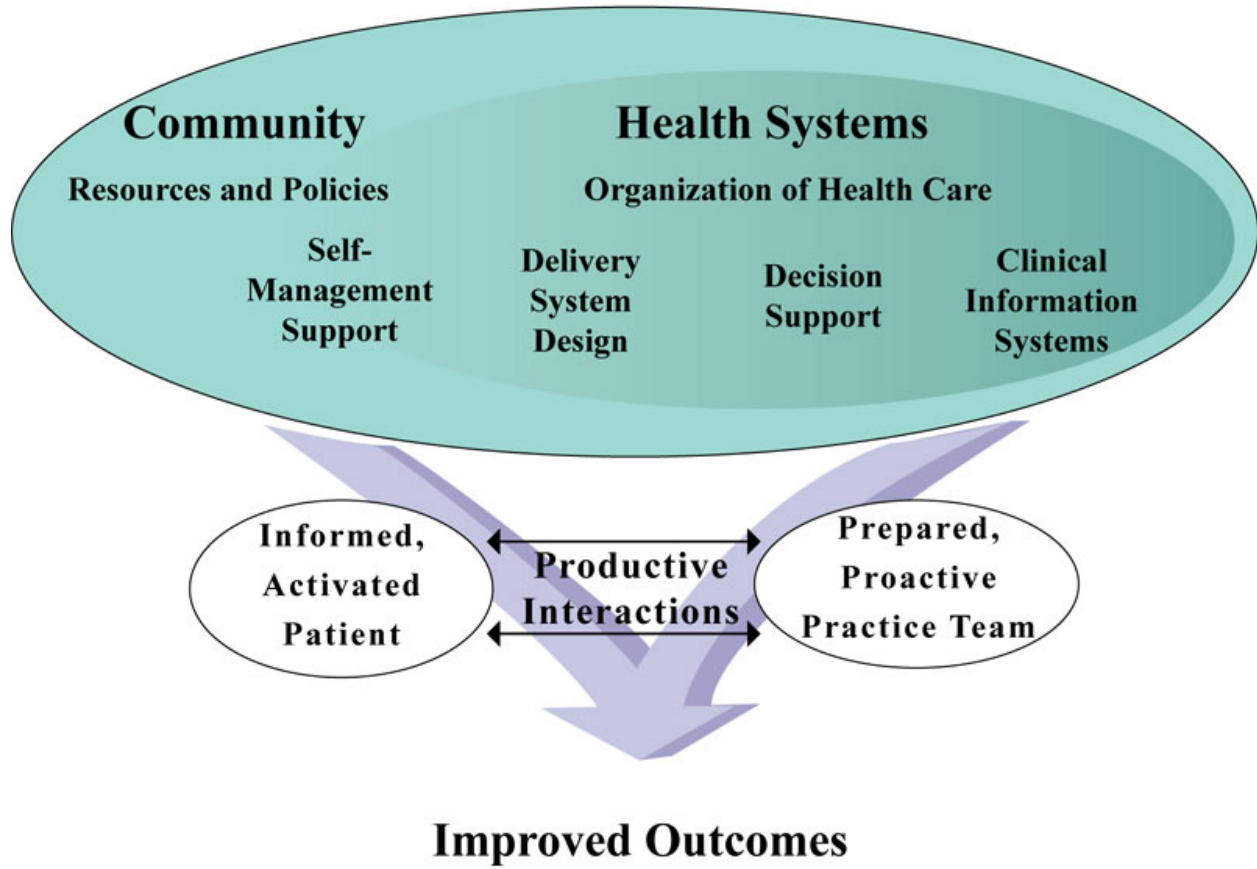 Community
Resources and Policies
Health Systems
Organization of Health Care
Self-
Management
Support
Delivery
System
Design
Decision
Support
Clinical
Information
Systems
Informed,
Activated
Patient
Productive
Interactions
Prepared,
Proactive
Practice Team
Improved Outcomes